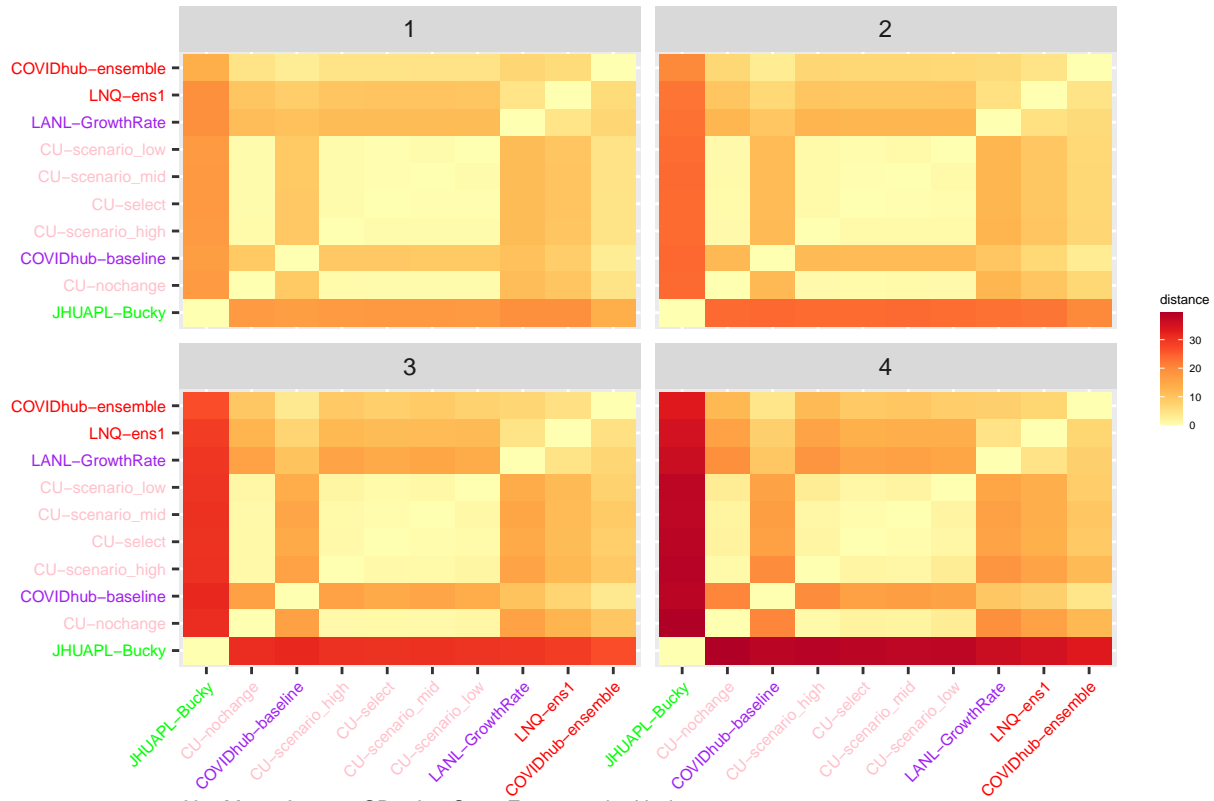 1
2
COVIDhub−ensemble
LNQ−ens1
LANL−GrowthRate
CU−scenario_low
CU−scenario_mid
CU−select
CU−scenario_high
COVIDhub−baseline
CU−nochange
JHUAPL−Bucky
distance
30
20
10
0
3
4
COVIDhub−ensemble
LNQ−ens1
LANL−GrowthRate
CU−scenario_low
CU−scenario_mid
CU−select
CU−scenario_high
COVIDhub−baseline
CU−nochange
JHUAPL−Bucky
JHUAPL−Bucky
CU−nochange
COVIDhub−baseline
CU−scenario_high
CU−select
CU−scenario_mid
CU−scenario_low
LANL−GrowthRate
LNQ−ens1
COVIDhub−ensemble
JHUAPL−Bucky
CU−nochange
COVIDhub−baseline
CU−scenario_high
CU−select
CU−scenario_mid
CU−scenario_low
LANL−GrowthRate
LNQ−ens1
COVIDhub−ensemble